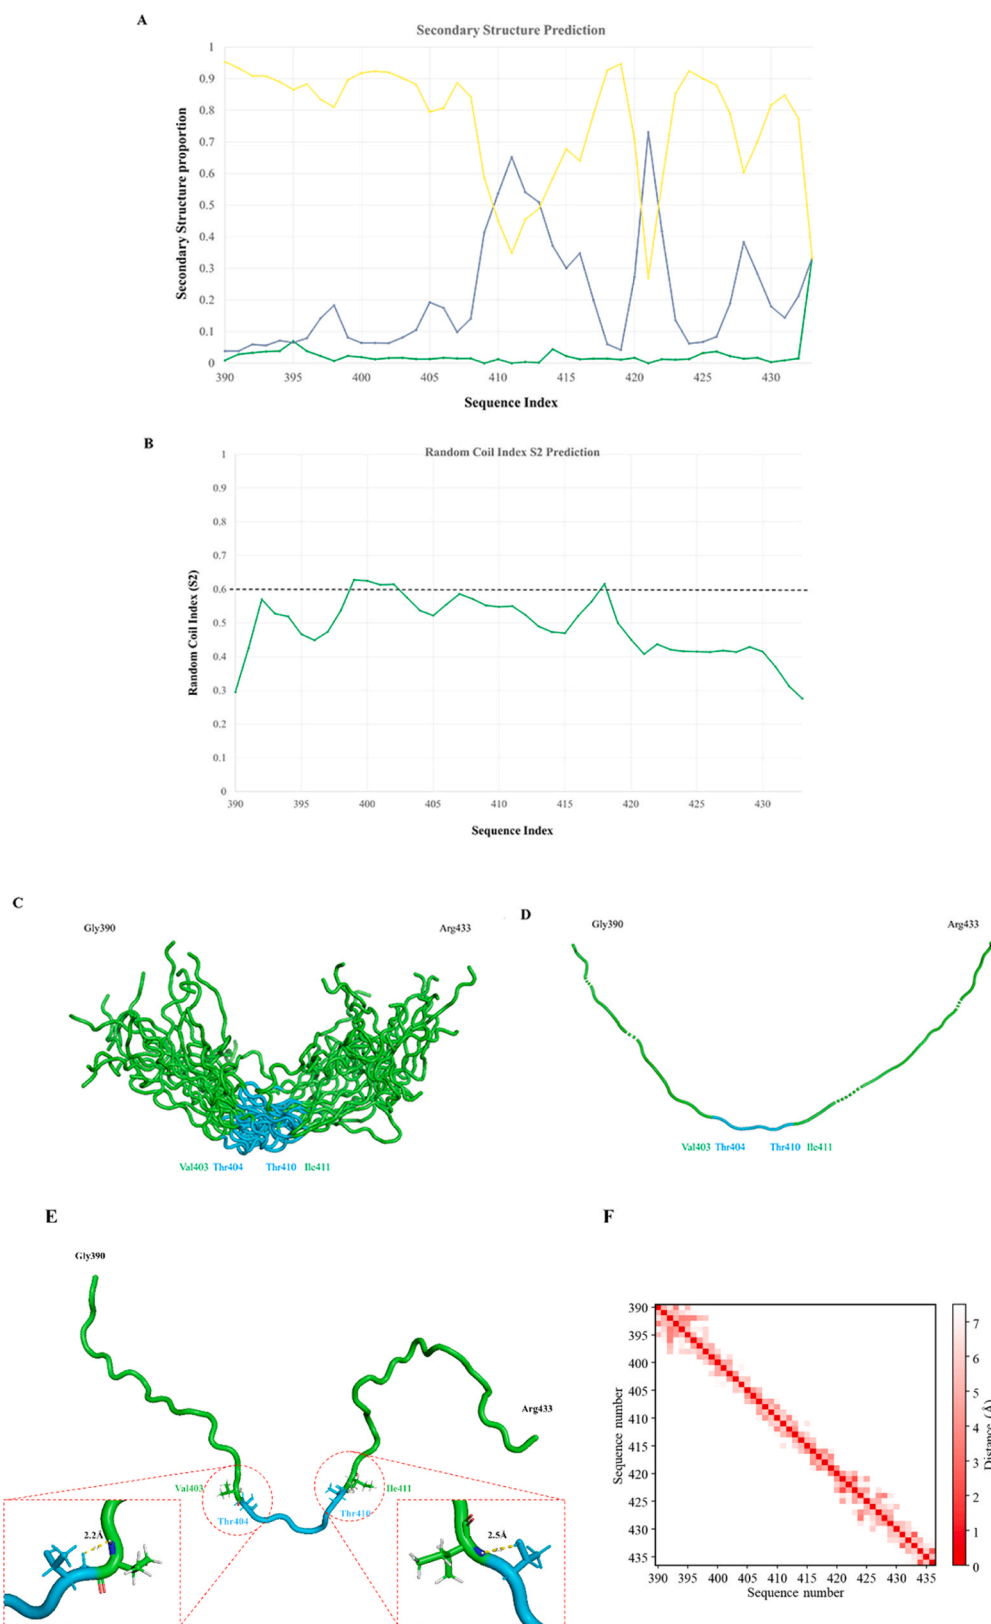 A
Secondary Structure Prediction
1
0.9
0.8
0.7
0.6
0.5
0.4
0.3
0.2
0.1
0
Secondary Structure proportion
390 395 400 405 410 415 420 425 430
Sequence Index
B
Random Coil Index S2 Prediction
1
0.9
0.8
0.7
0.6
0.5
0.4
0.3
0.2
0.1
0
Random Coil Index (S2)
390 395 400 405 410 415 420 425 430
Sequence Index
C
Gly390 Arg433
Val403 Thr404 Thr410 Ile411
D
Gly390 Arg433
Val403 Thr404 Thr410 Ile411
E
Gly390
Arg433
Val403 Ile411
Thr404 Thr410
2.2Å 2.5Å
F
390
395
400
405
410
415
420
425
430
435
Sequence number
390 395 400 405 410 415 420 425 430 435
Sequence number
7
6
5
4
3
2
1
0
Distance (Å)